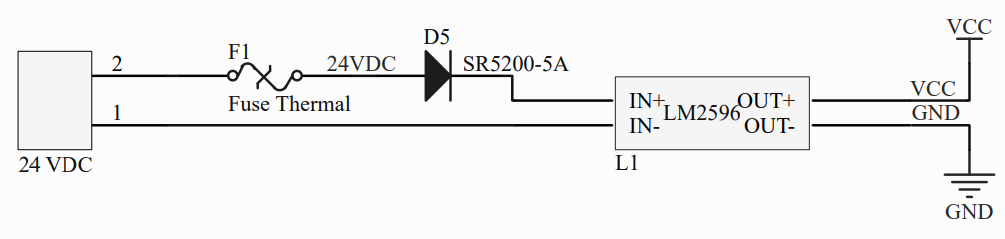 VCC
D5
F1
2
24VDC
SR5200-5A
Fuse Thermal
1
IN+
LM2596
OUT+
VCC
IN-
OUT-
GND
24 VDC
L1
GND